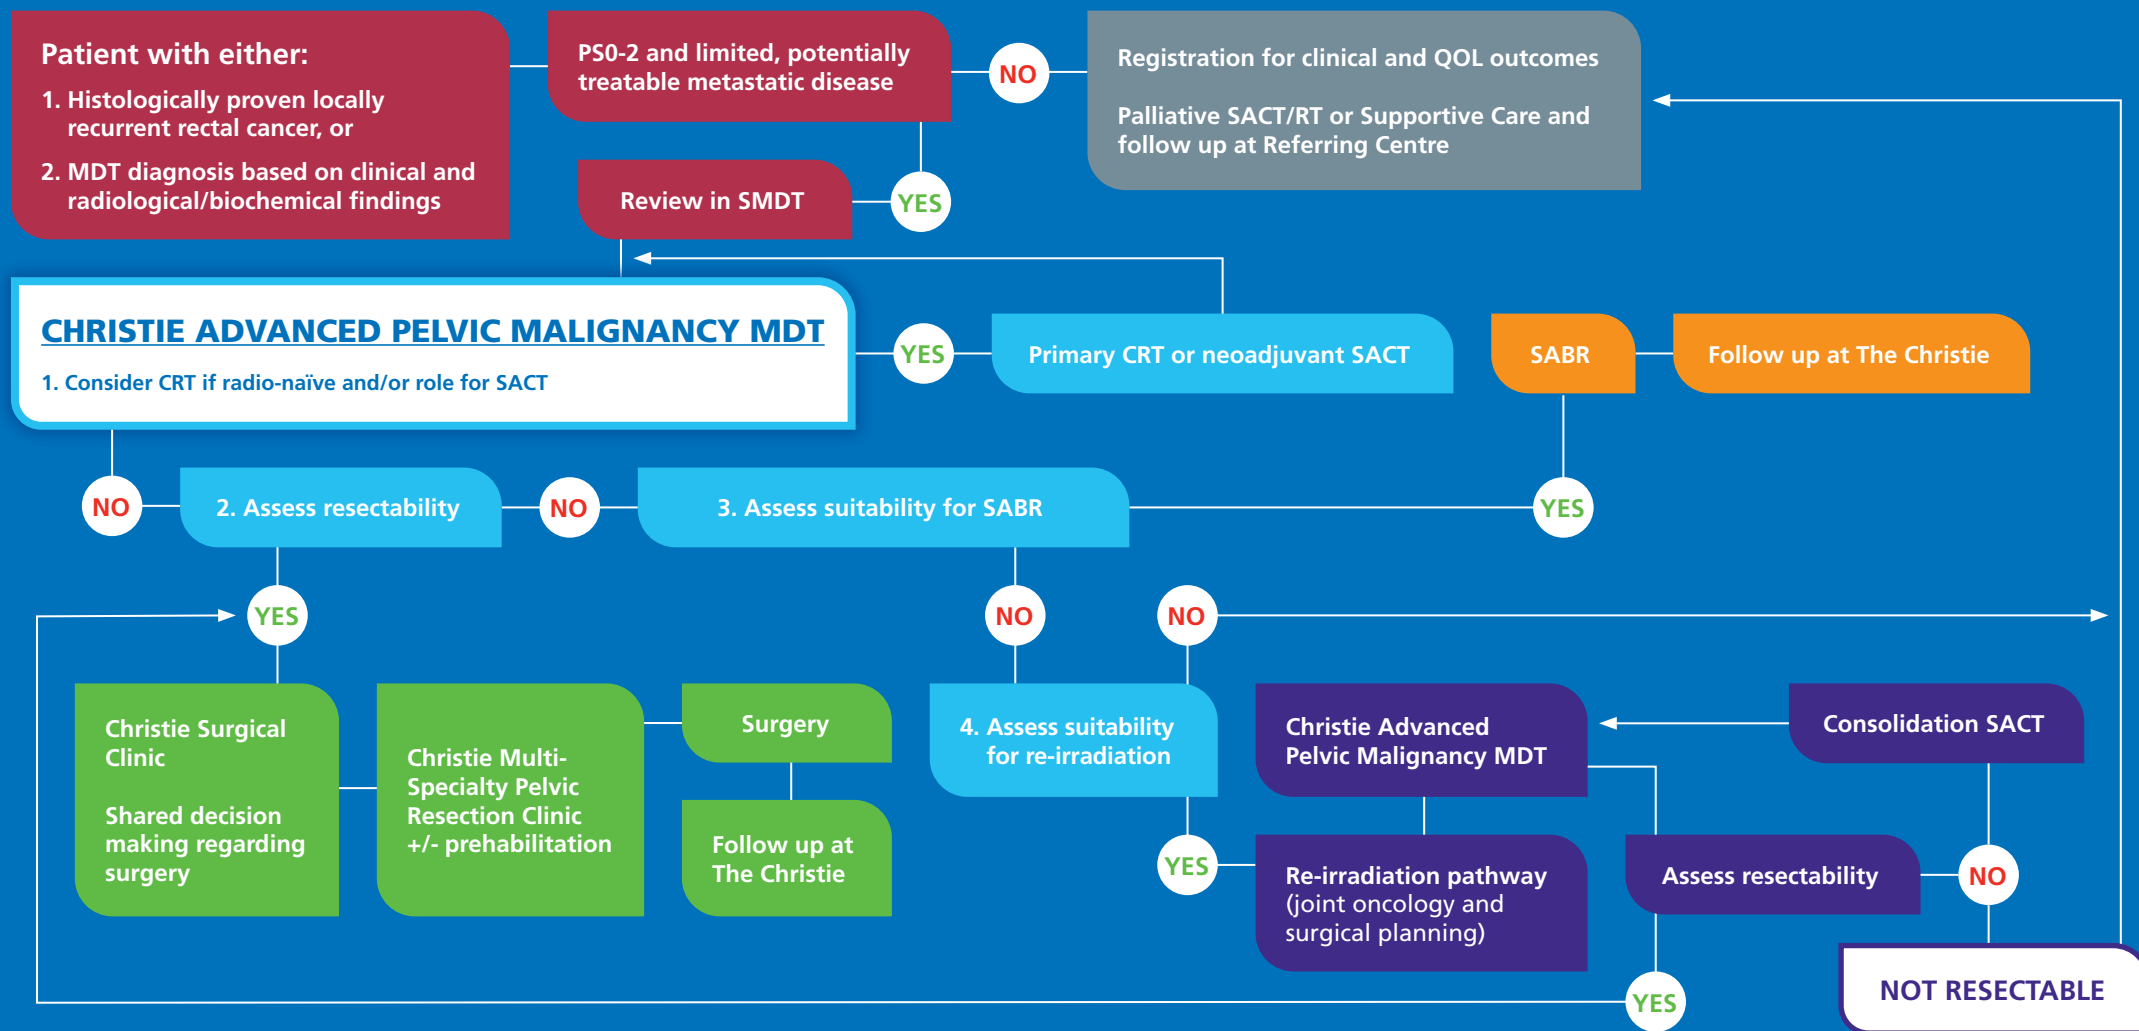 Patient with either:
1. Histologically proven locally
recurrent rectal cancer, or
2. MDT diagnosis based on clinical and
radiological/biochemical findings
PS0-2 and limited, potentially
treatable metastatic disease
NO
Registration for clinical and QOL outcomes
Palliative SACT/RT or Supportive Care and
follow up at Referring Centre
Review in SMDT
YES
CHRISTIE ADVANCED PELVIC MALIGNANCY MDT
1. Consider CRT if radio-naïve and/or role for SACT
YES
Primary CRT or neoadjuvant SACT
SABR
Follow up at The Christie
NO
2. Assess resectability
NO
3. Assess suitability for SABR
YES
YES
NO
NO
Christie Surgical
Clinic
Shared decision
making regarding
surgery
Christie Multi-
Specialty Pelvic
Resection Clinic
+/- prehabilitation
Surgery
Follow up at
The Christie
4. Assess suitability
for re-irradiation
YES
Christie Advanced
Pelvic Malignancy MDT
Re-irradiation pathway
(joint oncology and
surgical planning)
Consolidation SACT
Assess resectability
NO
YES
NOT RESECTABLE